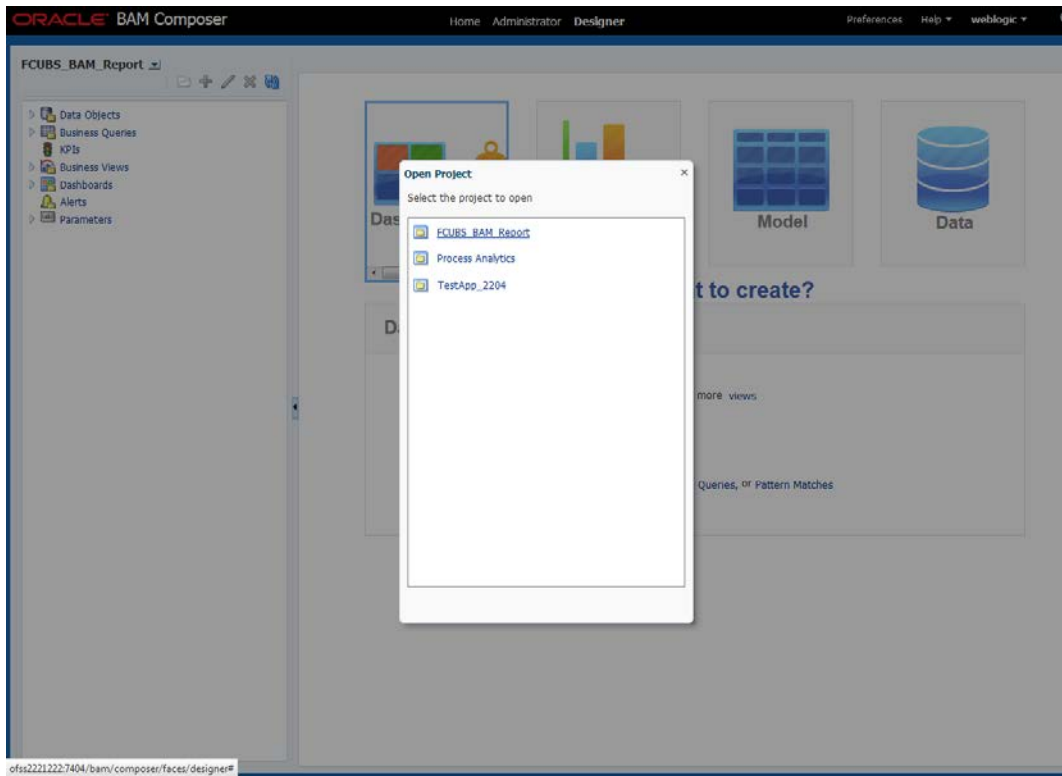 ORACLE BAM Composer
Home Administrator Designer
Preferences Help weblogic
FCUBS_BAM_Report
Data Objects
Business Queries
KPIs
Business Views
Dashboards
Alerts
Parameters
Das
Model
Data
t to create?
D
more views
Queries, or Pattern Matches
Open Project
Select the project to open
FCUBS_BAM_Report
Process Analytics
TestApp_2204
ofss2221222:7404/bam/composer/faces/designer#